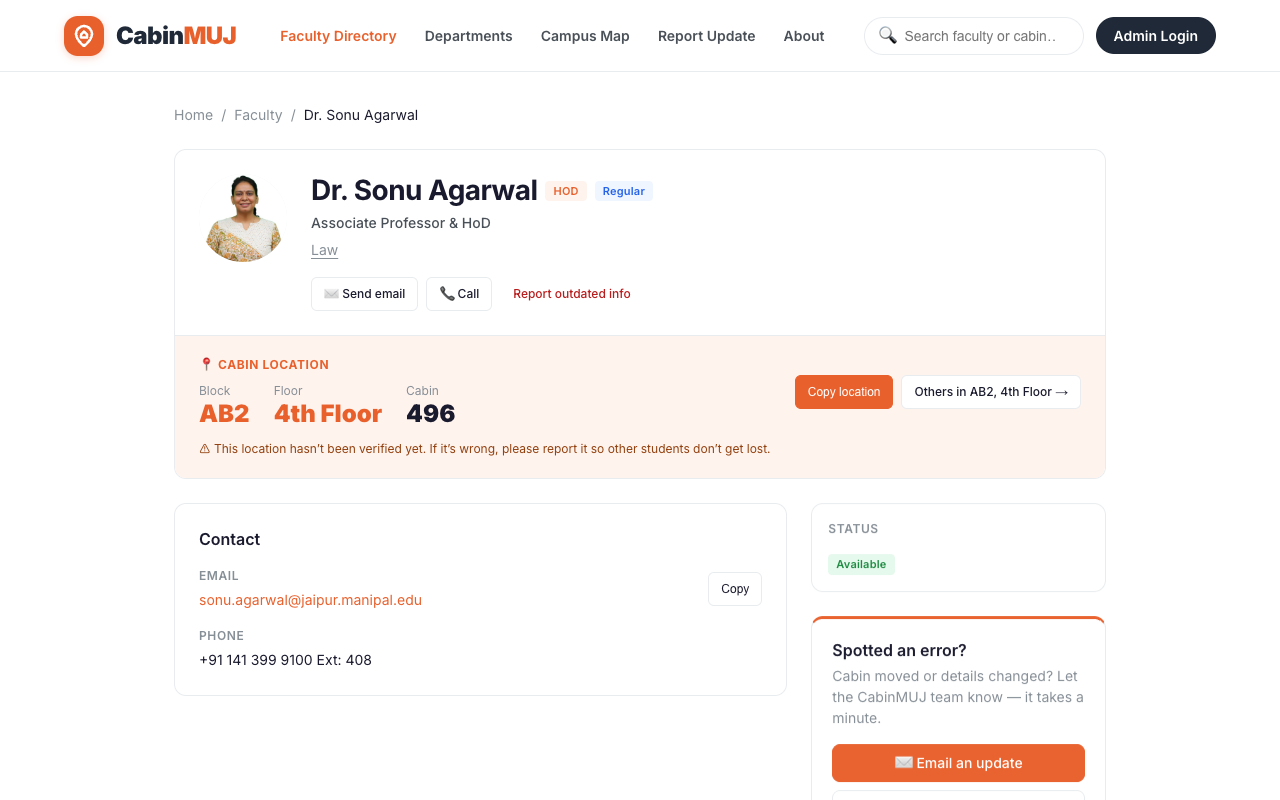 CabinMUJ
Faculty Directory
Departments
Campus Map
Report Update
About
Search faculty or cabin..
Admin Login
Home / Faculty / Dr. Sonu Agarwal
Dr. Sonu Agarwal HOD Regular
Associate Professor & HoD
Law
Send email
Call
Report outdated info
CABIN LOCATION
Block Floor Cabin
AB2 4th Floor 496
Copy location
Others in AB2, 4th Floor →
⚠ This location hasn’t been verified yet. If it’s wrong, please report it so other students don’t get lost.
Contact
EMAIL
sonu.agarwal@jaipur.manipal.edu
Copy
PHONE
+91 141 399 9100 Ext: 408
STATUS
Available
Spotted an error?
Cabin moved or details changed? Let
the CabinMUJ team know — it takes a
minute.
Email an update